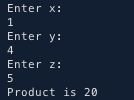 Enter x:
1
Enter y:
4
Enter z:
5
Product is 20